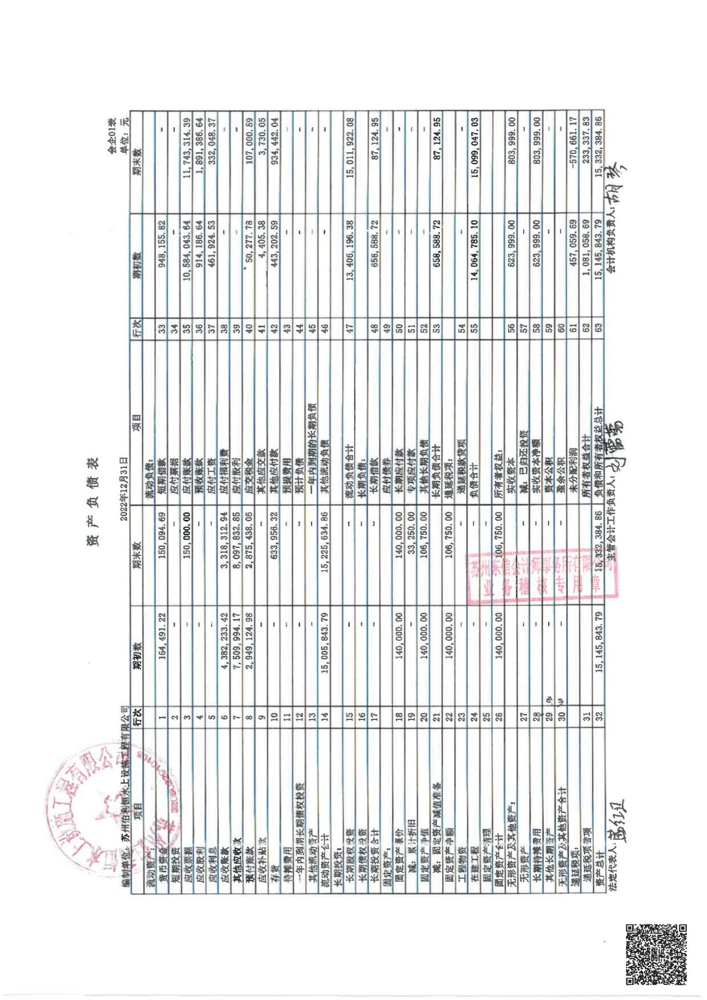 资产负债表
会企01表
编制单位：苏州伯利恒水上设施工程有限公司 2022年12月31日 单位：元
项目 行次 期初数 期末数 项目 行次 期初数 期末数
流动资产： 流动负债：
货币资金 1 164,491.22 150,094.69 短期借款 33 948,155.82 -
短期投资 2 - - 应付票据 34 - -
应收票据 3 - 150,000.00 应付账款 35 10,584,043.64 11,743,314.39
应收股利 4 - - 预收账款 36 914,186.64 1,891,386.64
应收利息 5 - - 应付工资 37 461,924.53 332,048.37
应收账款 6 4,382,233.42 3,318,312.94 应付福利费 38 - -
其他应收款 7 7,509,994.17 8,097,832.85 应付股利 39 - -
预付账款 8 2,949,124.98 2,875,438.06 应交税金 40 50,277.78 107,000.59
应收补贴款 9 - - 其他应交款 41 4,405.38 3,730.05
存货 10 633,956.32 其他应付款 42 443,202.59 934,442.04
待摊费用 11 - - 预提费用 43 - -
一年内到期长期债权投资 12 - - 预计负债 44 - -
其他流动资产 13 - - 一年内到期的长期负债 45 - -
流动资产合计 14 15,005,843.79 15,225,634.86 其他流动负债 46 - -
长期投资：
长期股权投资 15 - - 流动负债合计 47 13,406,196.38 15,011,922.08
长期债权投资 16 - - 长期负债：
长期投资合计 17 - - 长期借款 48 658,588.72 87,124.95
固定资产： 应付债券 49 - -
固定资产原价 18 140,000.00 140,000.00 长期应付款 50 - -
减：累计折旧 19 - 33,250.00 专项应付款 51 - -
固定资产净值 20 140,000.00 106,750.00 其他长期负债 52 - -
减：固定资产减值准备 21 - - 长期负债合计 53 658,588.72 87,124.95
固定资产净额 22 140,000.00 106,750.00 递延税项：
工程物资 23 - - 递延税款贷项 54 - -
在建工程 24 - - 负债合计 55 14,064,785.10 15,099,047.03
固定资产清理 25 - -
固定资产合计 26 140,000.00 106,750.00 所有者权益：
无形资产及其他资产： 实收资本 56 623,999.00 803,999.00
无形资产 27 - - 减：已归还投资 57 - -
长期待摊费用 28 - - 实收资本净额 58 623,999.00 803,999.00
其他长期资产 29 - - 资本公积 59 - -
无形资产及其他资产合计 30 - - 盈余公积 60 - -
递延税项： 未分配利润 61 457,059.69 -570,661.17
递延税项借项 31 所有者权益合计 62 1,081,058.69 233,337.83
资产总计 32 15,145,843.79 15,332,384.86 负债和所有者权益总计 63 15,145,843.79 15,332,384.86
法定代表人： 主管会计工作负责人： 会计机构负责人：胡琴
苏州东信会计师事务所有限公司
业务稽核专用章